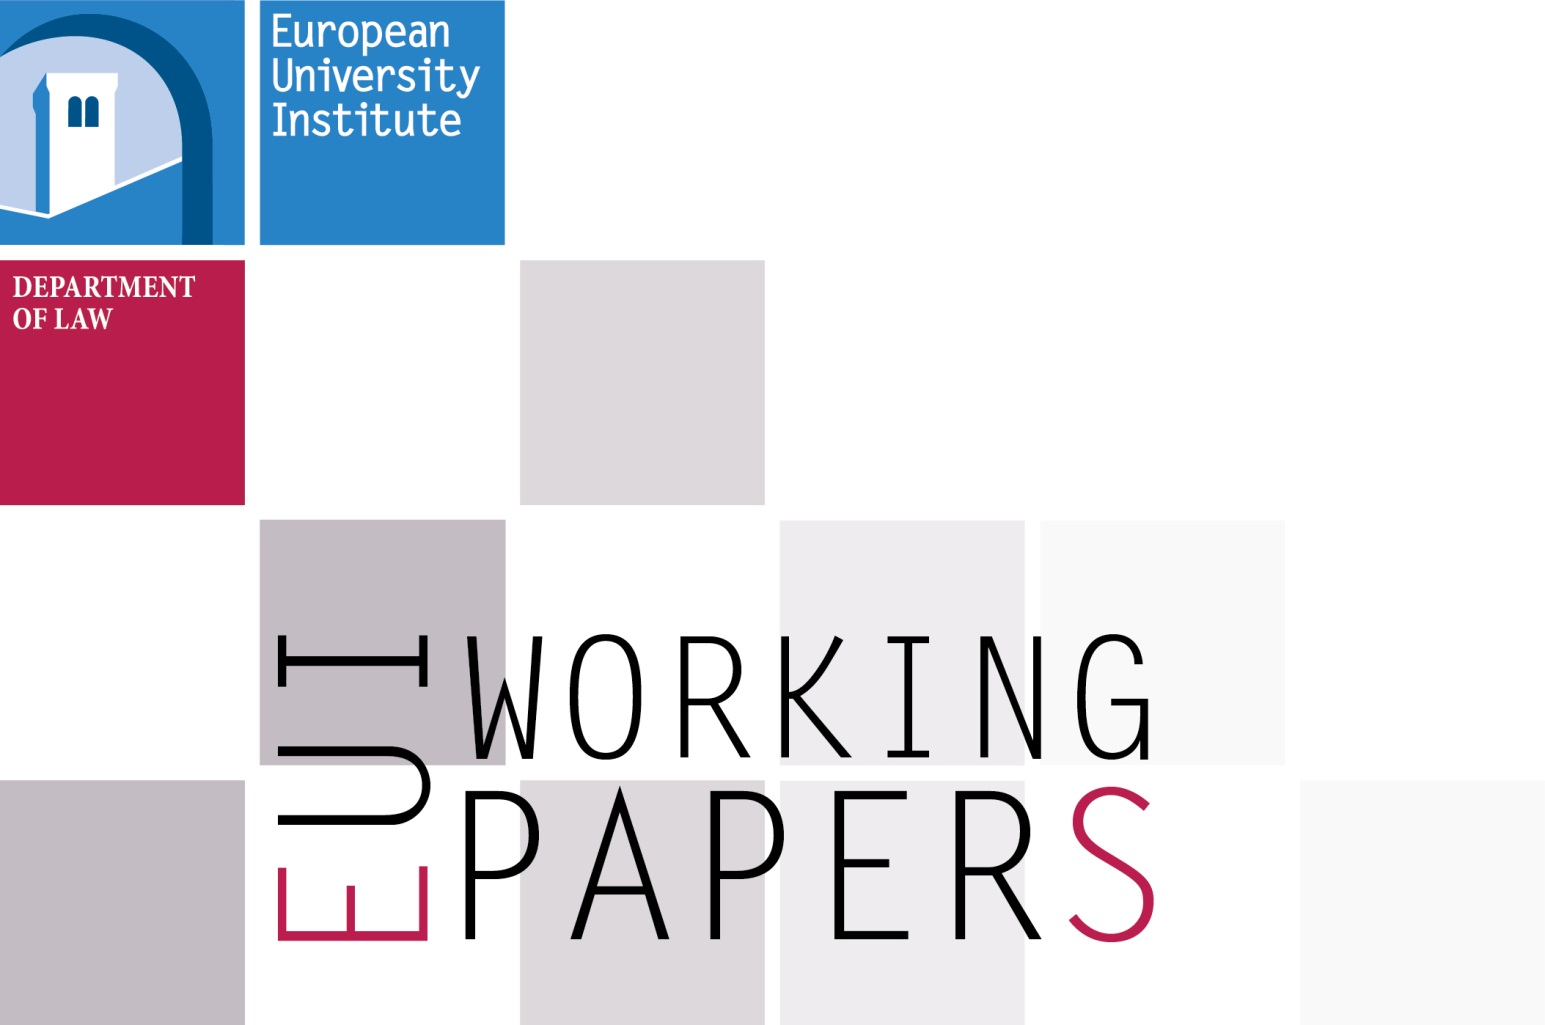 European
University
Institute
DEPARTMENT
OF LAW
EUI
WORKING
PAPERS